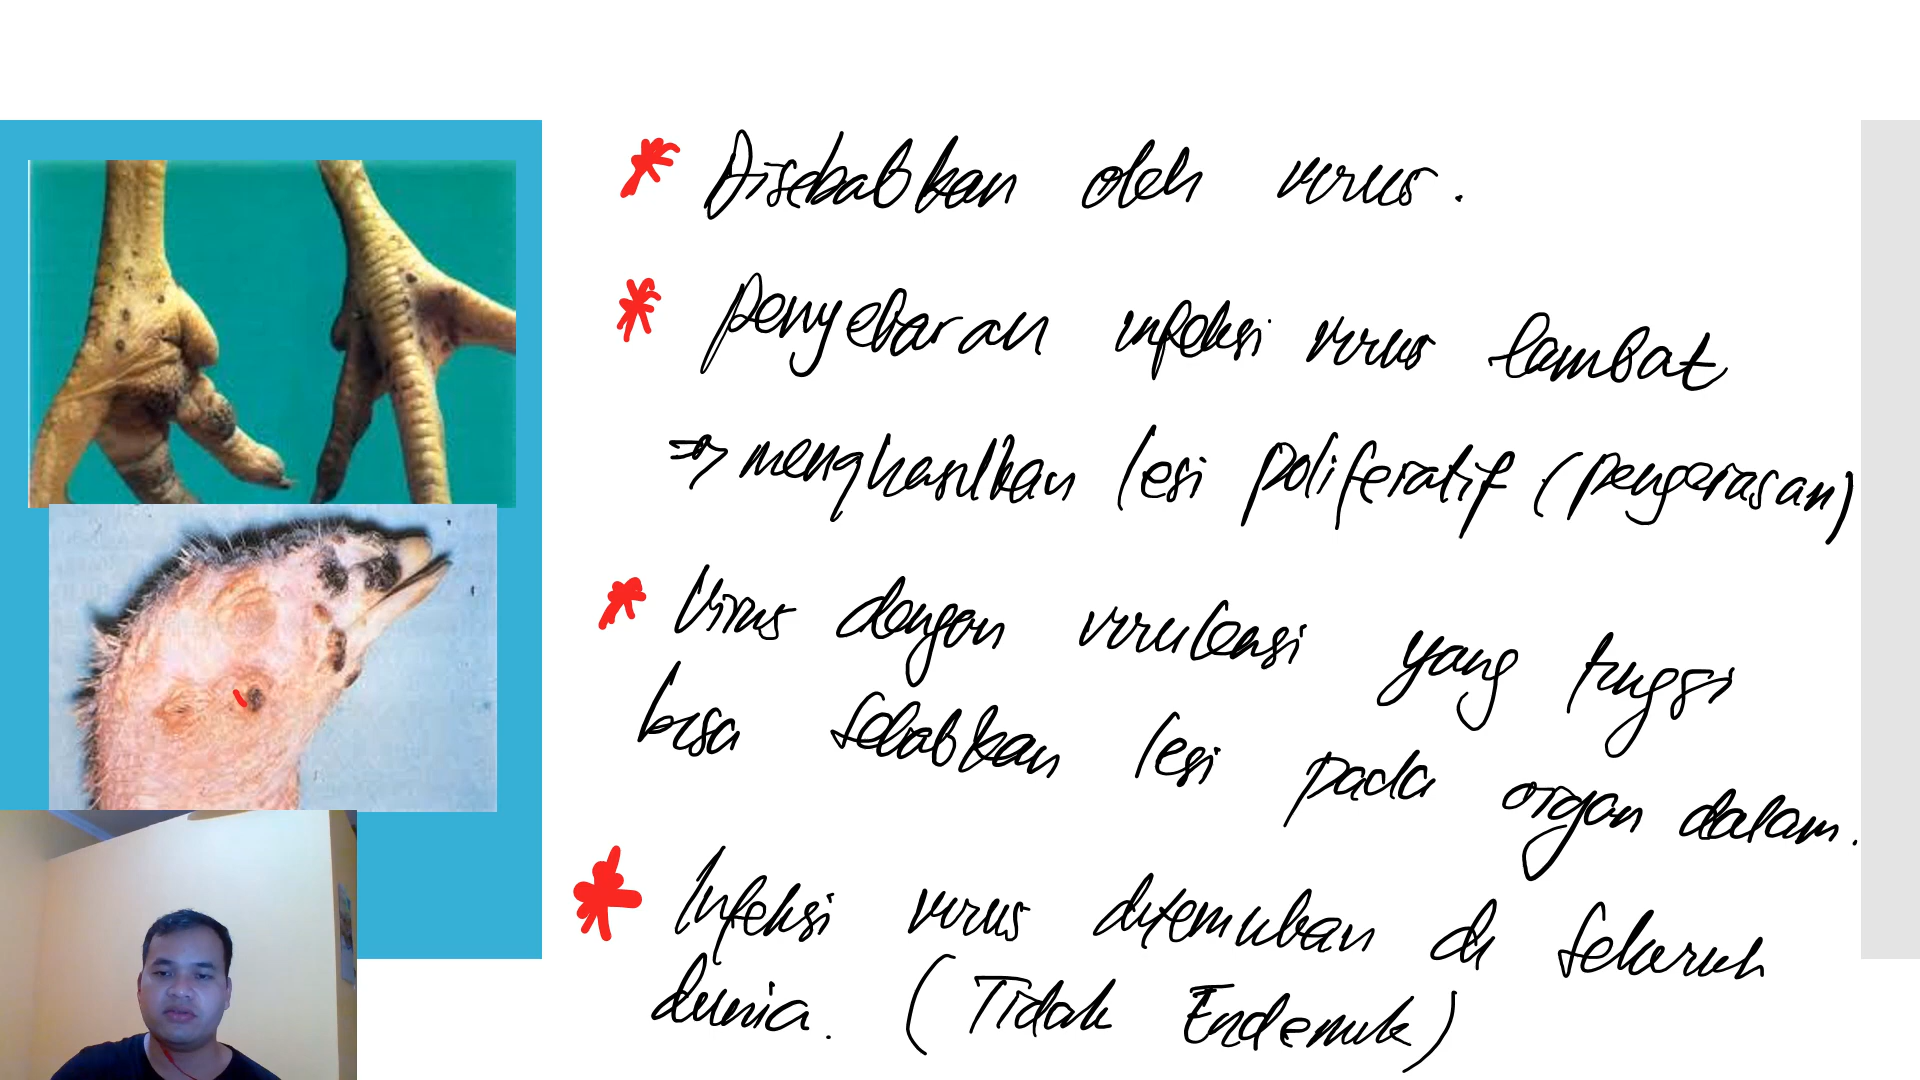 * Disebabkan oleh virus.
* Penyebaran infeksi virus lambat
⇒ menghasilkan lesi poliferatif (pengerasan)
* Virus dengan virulensi yang tinggi
bisa sebabkan lesi pada organ dalam.
* Infeksi virus ditemukan di seluruh
dunia. (Tidak Endemik)